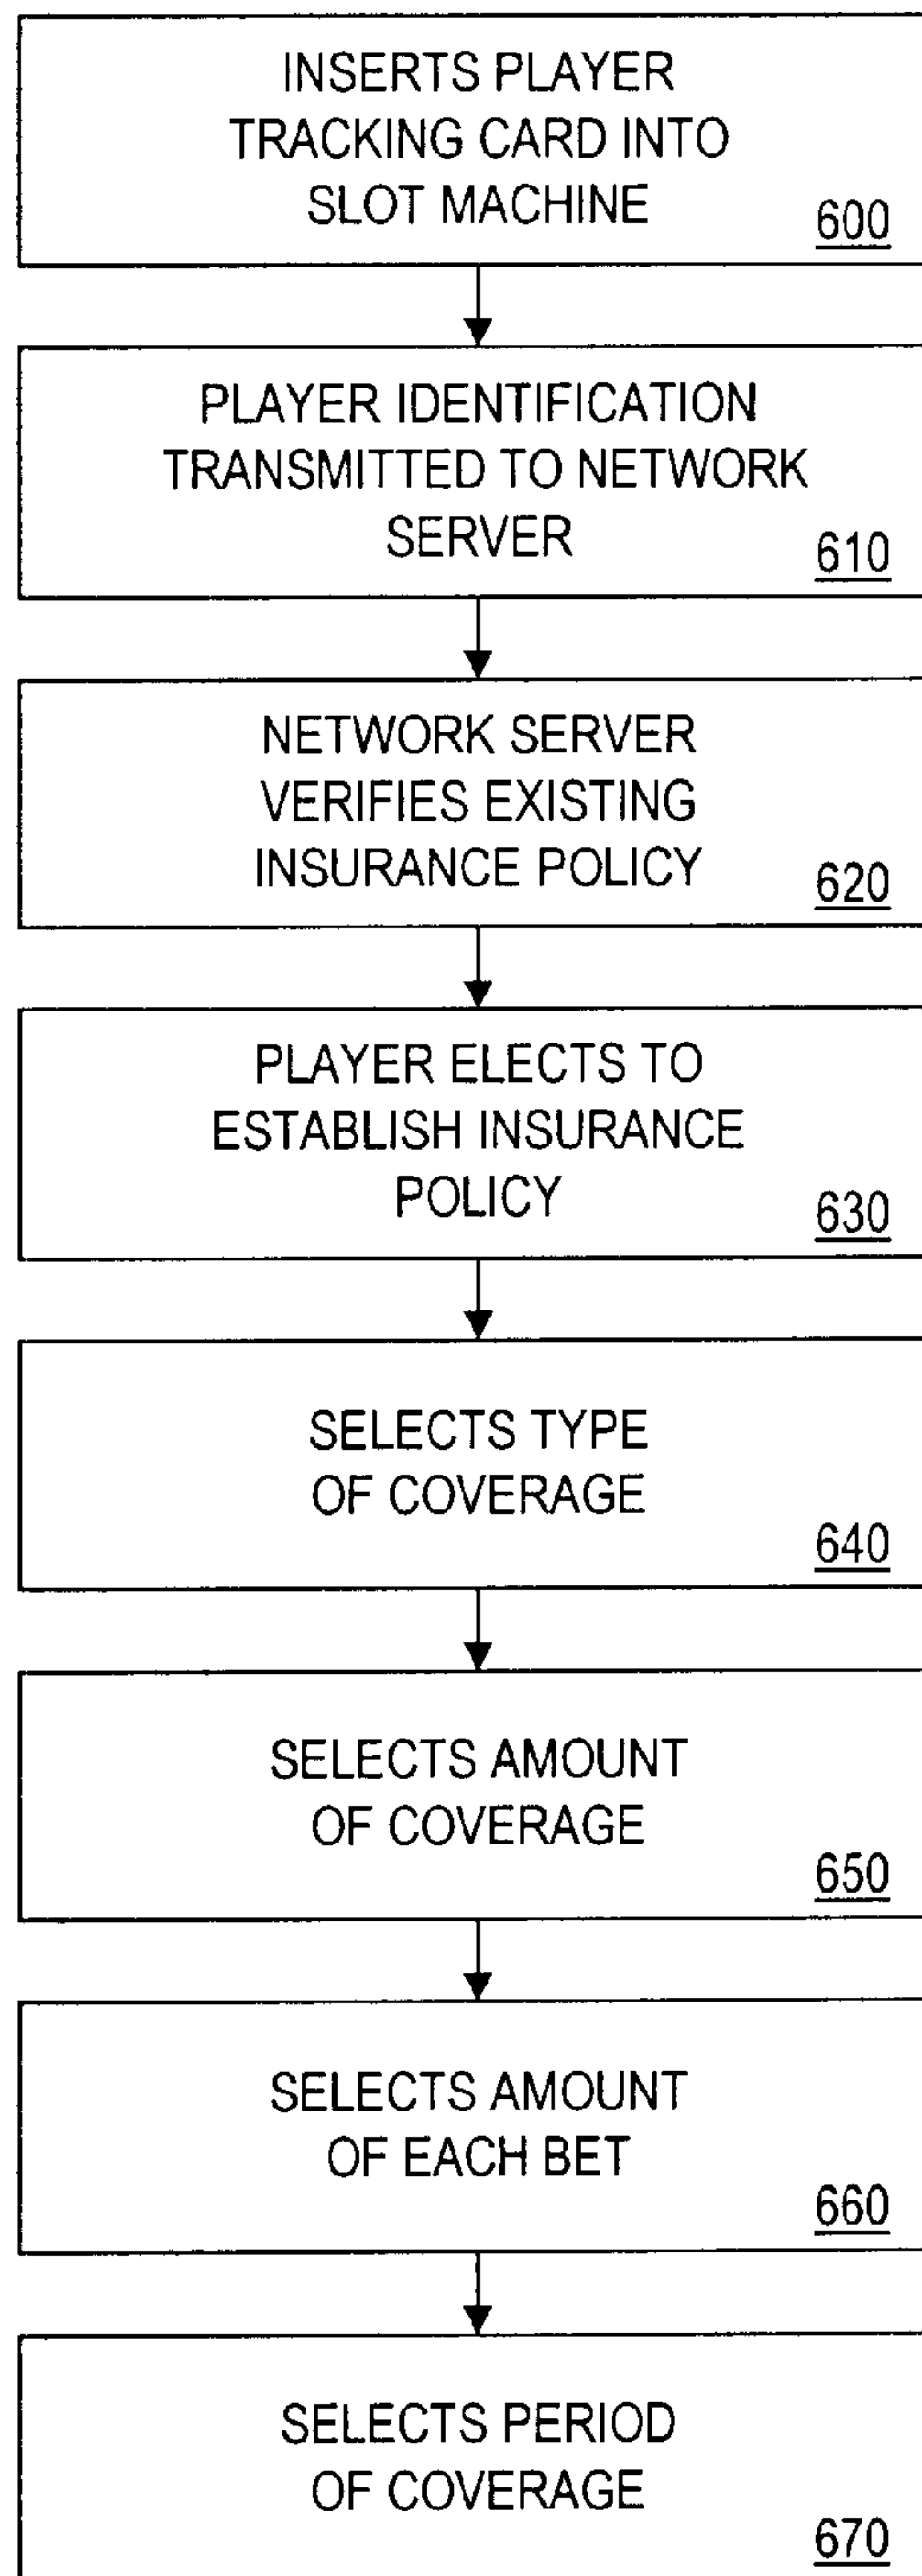 INSERTS PLAYER
TRACKING CARD INTO
SLOT MACHINE
600
PLAYER IDENTIFICATION
TRANSMITTED TO NETWORK
SERVER
610
NETWORK SERVER
VERIFIES EXISTING
INSURANCE POLICY
620
PLAYER ELECTS TO
ESTABLISH INSURANCE
POLICY
630
SELECTS TYPE
OF COVERAGE
640
SELECTS AMOUNT
OF COVERAGE
650
SELECTS AMOUNT
OF EACH BET
660
SELECTS PERIOD
OF COVERAGE
670